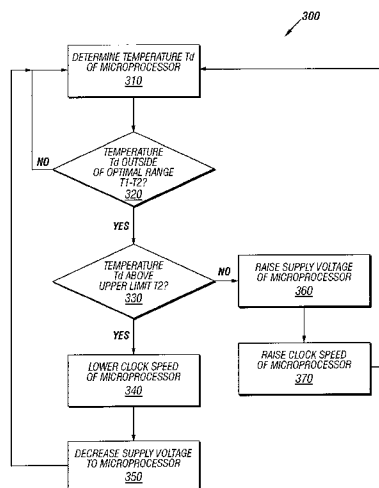 300
DETERMINE TEMPERATURE Td
OF MICROPROCESSOR
310
TEMPERATURE
Td OUTSIDE
OF OPTIMAL RANGE
T1-T2?
320
NO
YES
TEMPERATURE
Td ABOVE
UPPER LIMIT T2?
330
NO
YES
RAISE SUPPLY VOLTAGE
OF MICROPROCESSOR
360
LOWER CLOCK SPEED
OF MICROPROCESSOR
340
RAISE CLOCK SPEED
OF MICROPROCESSOR
370
DECREASE SUPPLY VOLTAGE
TO MICROPROCESSOR
350